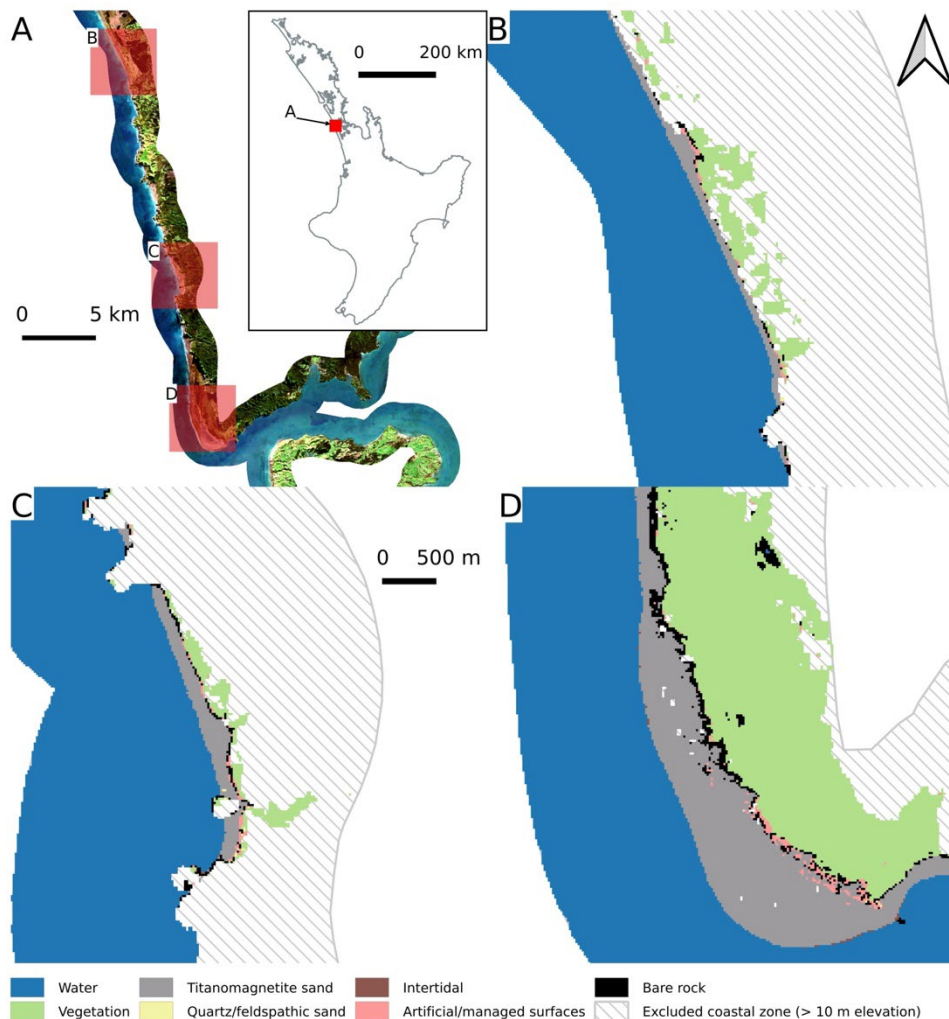 A
B
C
D
0 5 km
0 200 km
A
B
C
0 500 m
D
Water
Titanomagnetite sand
Intertidal
Bare rock
Vegetation
Quartz/feldspathic sand
Artificial/managed surfaces
Excluded coastal zone (> 10 m elevation)